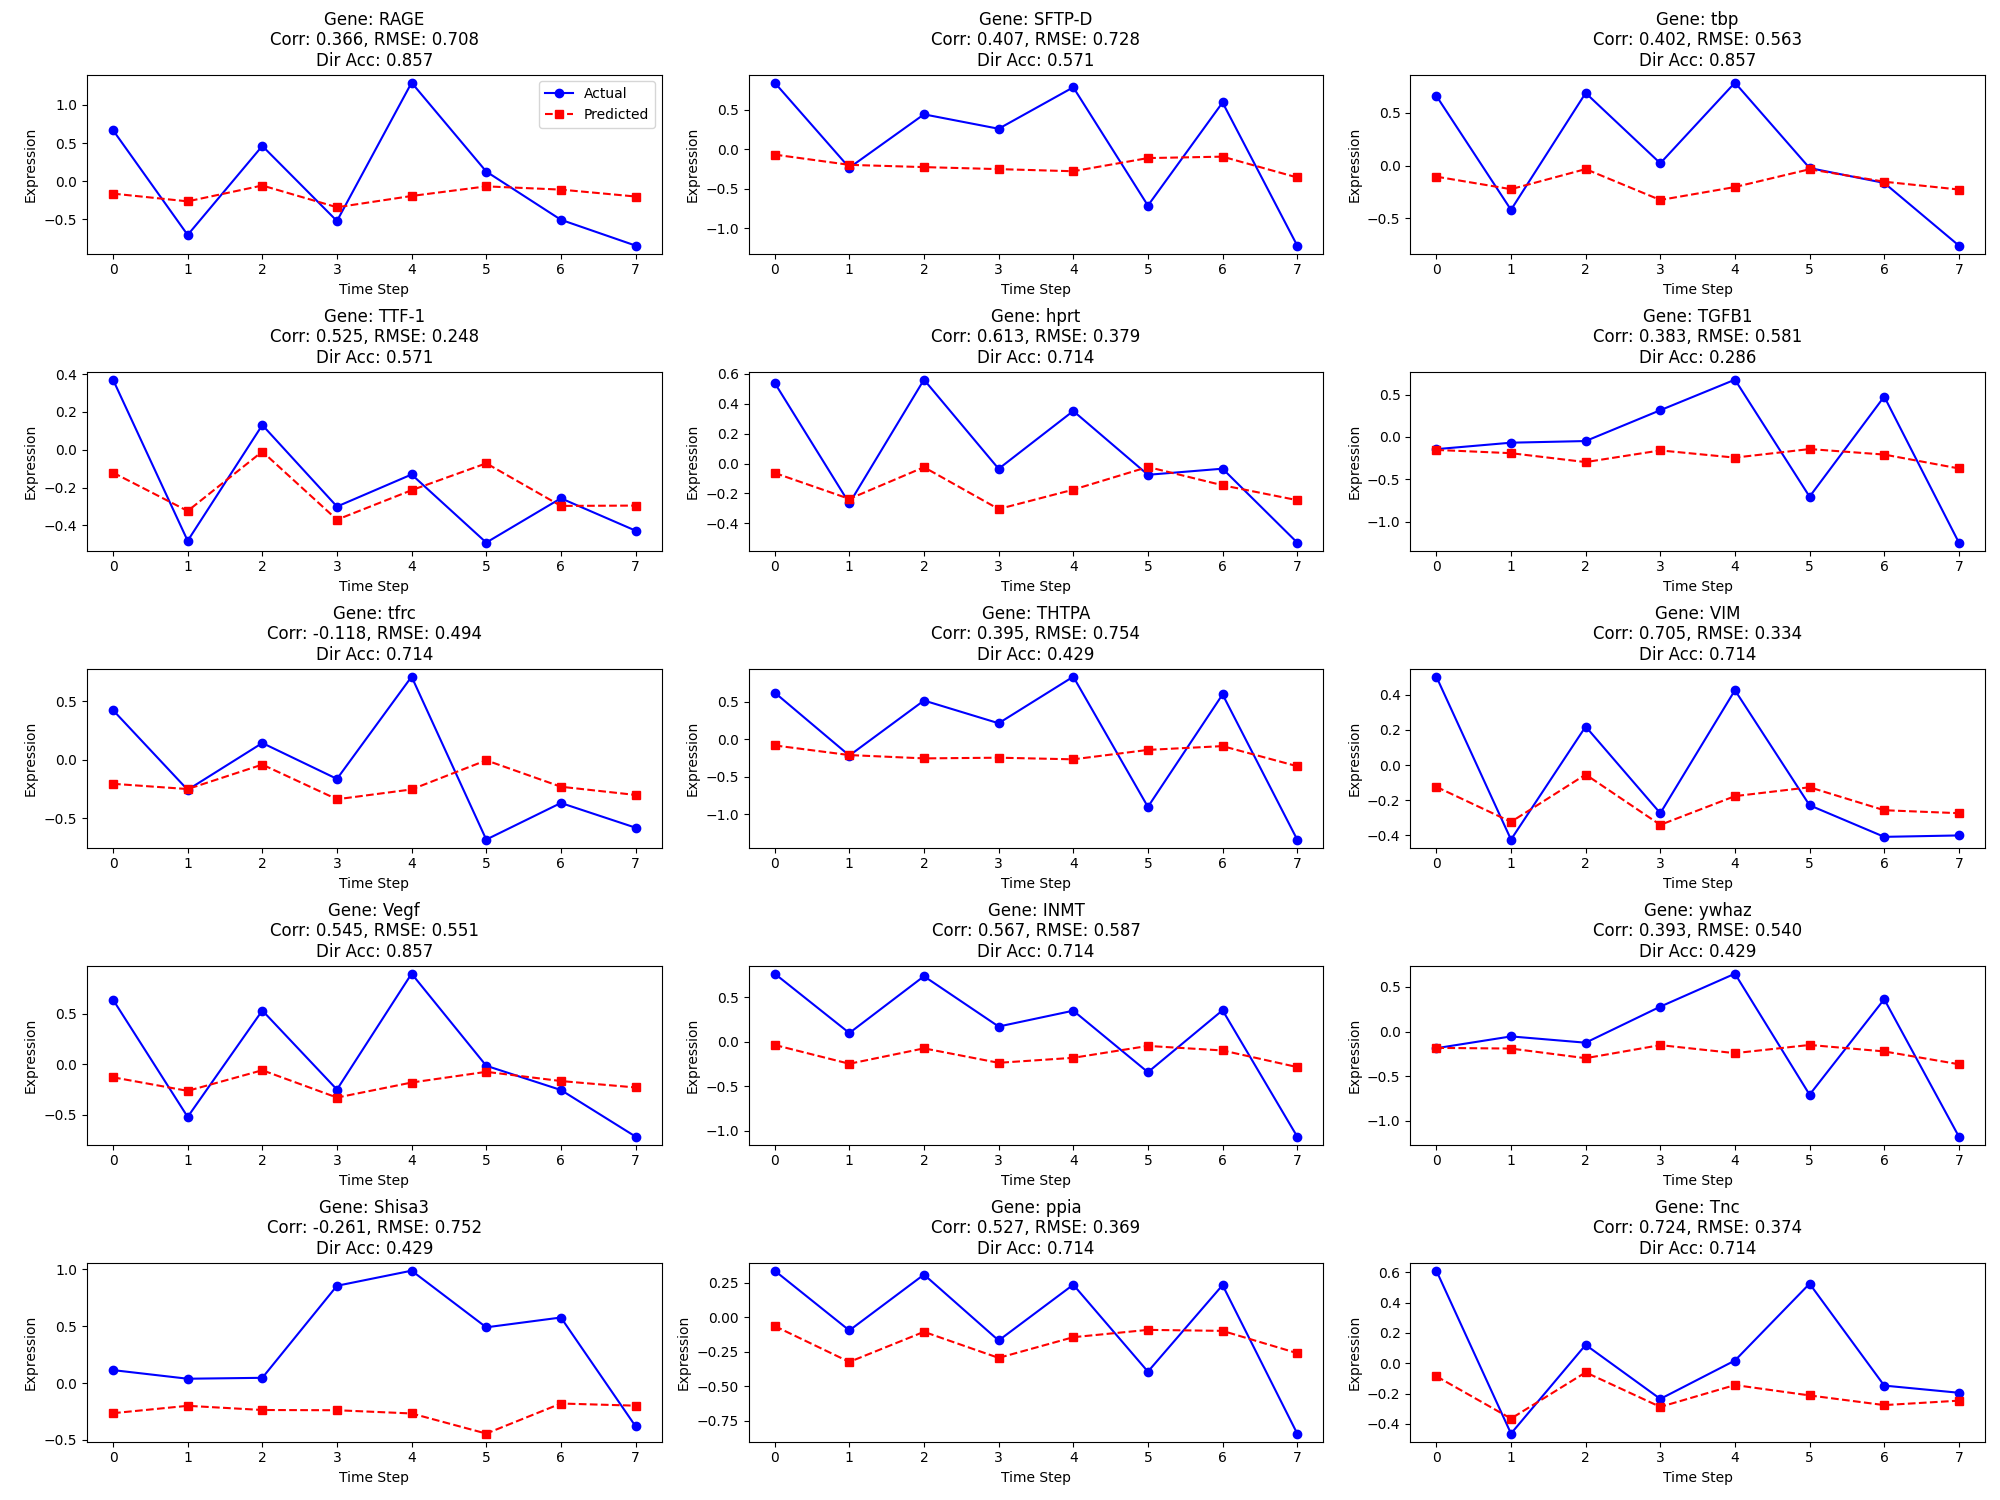 Gene: RAGE
Corr: 0.366, RMSE: 0.708
Dir Acc: 0.857
Expression
1.0
0.5
0.0
−0.5
Actual
Predicted
0 1 2 3 4 5 6 7
Time Step
Gene: SFTP-D
Corr: 0.407, RMSE: 0.728
Dir Acc: 0.571
Expression
0.5
0.0
−0.5
−1.0
0 1 2 3 4 5 6 7
Time Step
Gene: tbp
Corr: 0.402, RMSE: 0.563
Dir Acc: 0.857
Expression
0.5
0.0
−0.5
0 1 2 3 4 5 6 7
Time Step
Gene: TTF-1
Corr: 0.525, RMSE: 0.248
Dir Acc: 0.571
Expression
0.4
0.2
0.0
−0.2
−0.4
0 1 2 3 4 5 6 7
Time Step
Gene: hprt
Corr: 0.613, RMSE: 0.379
Dir Acc: 0.714
Expression
0.6
0.4
0.2
0.0
−0.2
−0.4
0 1 2 3 4 5 6 7
Time Step
Gene: TGFB1
Corr: 0.383, RMSE: 0.581
Dir Acc: 0.286
Expression
0.5
0.0
−0.5
−1.0
0 1 2 3 4 5 6 7
Time Step
Gene: tfrc
Corr: -0.118, RMSE: 0.494
Dir Acc: 0.714
Expression
0.5
0.0
−0.5
0 1 2 3 4 5 6 7
Time Step
Gene: THTPA
Corr: 0.395, RMSE: 0.754
Dir Acc: 0.429
Expression
0.5
0.0
−0.5
−1.0
0 1 2 3 4 5 6 7
Time Step
Gene: VIM
Corr: 0.705, RMSE: 0.334
Dir Acc: 0.714
Expression
0.4
0.2
0.0
−0.2
−0.4
0 1 2 3 4 5 6 7
Time Step
Gene: Vegf
Corr: 0.545, RMSE: 0.551
Dir Acc: 0.857
Expression
0.5
0.0
−0.5
0 1 2 3 4 5 6 7
Time Step
Gene: INMT
Corr: 0.567, RMSE: 0.587
Dir Acc: 0.714
Expression
0.5
0.0
−0.5
−1.0
0 1 2 3 4 5 6 7
Time Step
Gene: ywhaz
Corr: 0.393, RMSE: 0.540
Dir Acc: 0.429
Expression
0.5
0.0
−0.5
−1.0
0 1 2 3 4 5 6 7
Time Step
Gene: Shisa3
Corr: -0.261, RMSE: 0.752
Dir Acc: 0.429
Expression
1.0
0.5
0.0
−0.5
0 1 2 3 4 5 6 7
Time Step
Gene: ppia
Corr: 0.527, RMSE: 0.369
Dir Acc: 0.714
Expression
0.25
0.00
−0.25
−0.50
−0.75
0 1 2 3 4 5 6 7
Time Step
Gene: Tnc
Corr: 0.724, RMSE: 0.374
Dir Acc: 0.714
Expression
0.6
0.4
0.2
0.0
−0.2
−0.4
0 1 2 3 4 5 6 7
Time Step